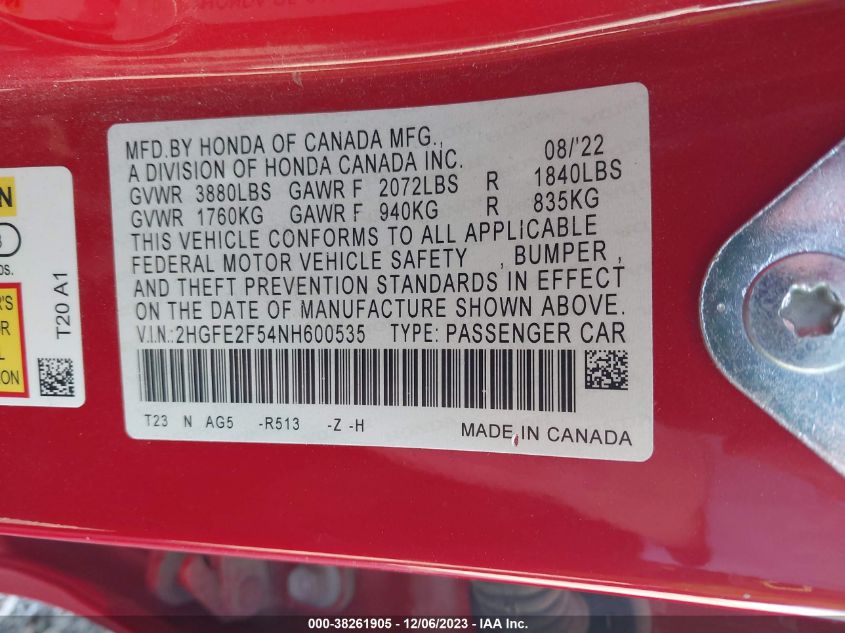 MFD.BY HONDA OF CANADA MFG., 08/'22
A DIVISION OF HONDA CANADA INC.
GVWR 3880LBS GAWR F 2072LBS R 1840LBS
GVWR 1760KG GAWR F 940KG R 835KG
THIS VEHICLE CONFORMS TO ALL APPLICABLE
FEDERAL MOTOR VEHICLE SAFETY , BUMPER ,
AND THEFT PREVENTION STANDARDS IN EFFECT
ON THE DATE OF MANUFACTURE SHOWN ABOVE.
V.I.N.:2HGFE2F54NH600535 TYPE: PASSENGER CAR
T23 N AG5 -R513 -Z -H
MADE IN CANADA
T20 A1
000-38261905 - 12/06/2023 - IAA Inc.